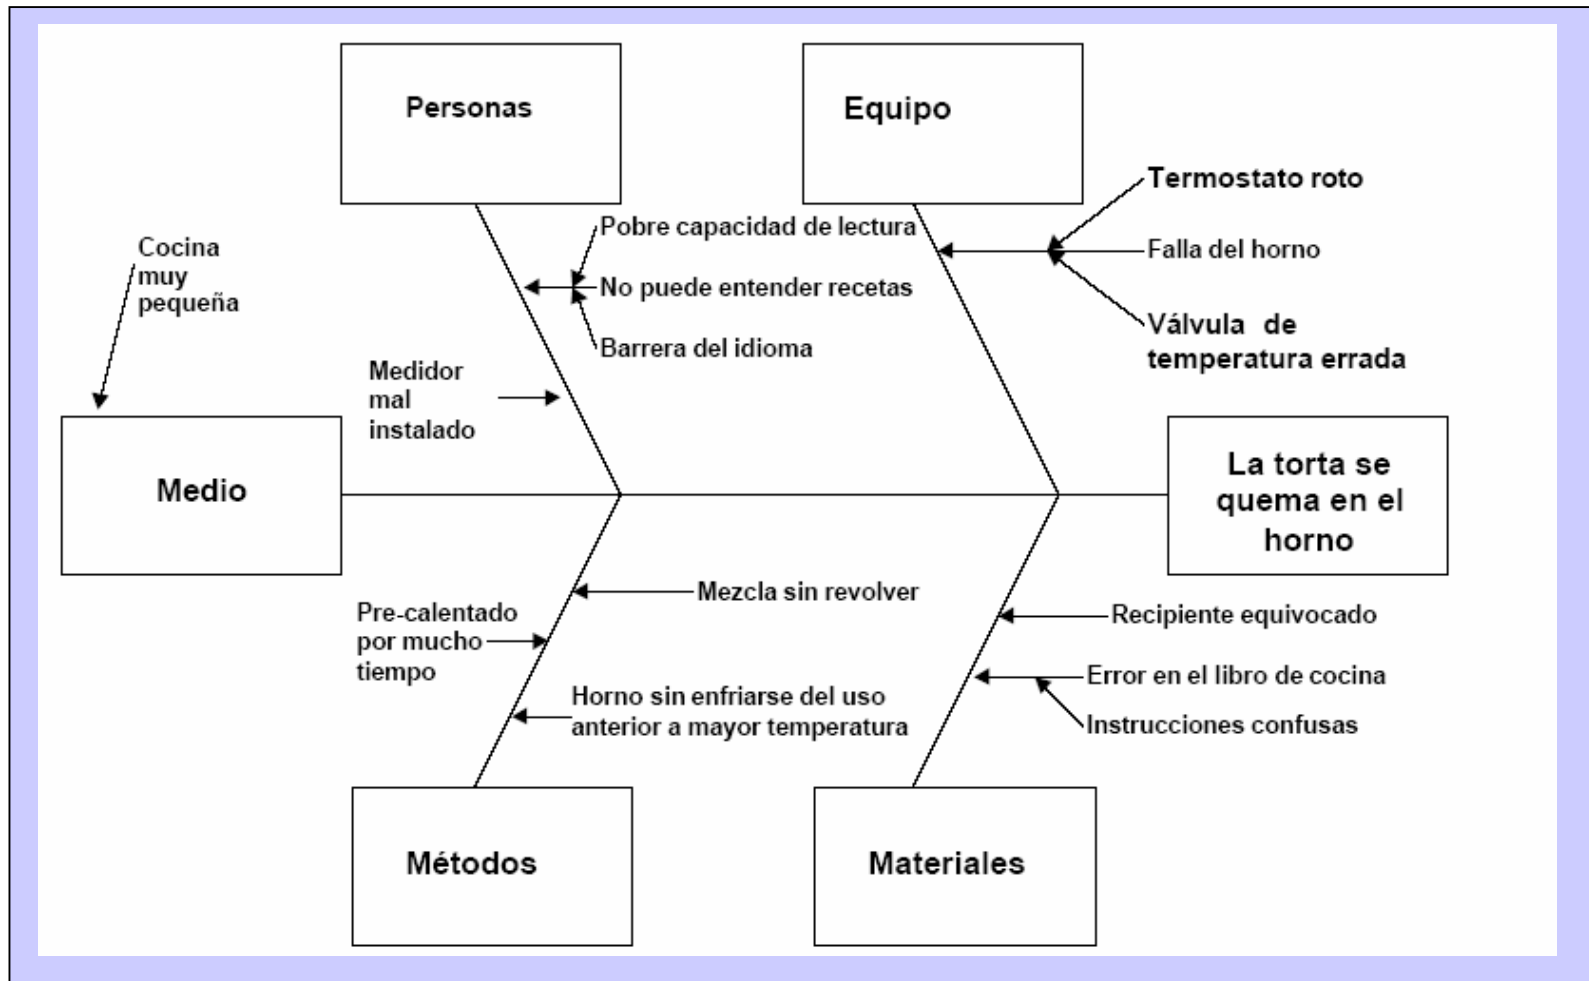 Personas
Equipo
Termostato roto
Pobre capacidad de lectura
Falla del horno
Cocina
muy
pequeña
No puede entender recetas
Válvula de
temperatura errada
Barrera del idioma
Medidor
mal
instalado
Medio
La torta se
quema en el
horno
Mezcla sin revolver
Pre-calentado
por mucho
tiempo
Recipiente equivocado
Error en el libro de cocina
Horno sin enfriarse del uso
anterior a mayor temperatura
Instrucciones confusas
Métodos
Materiales